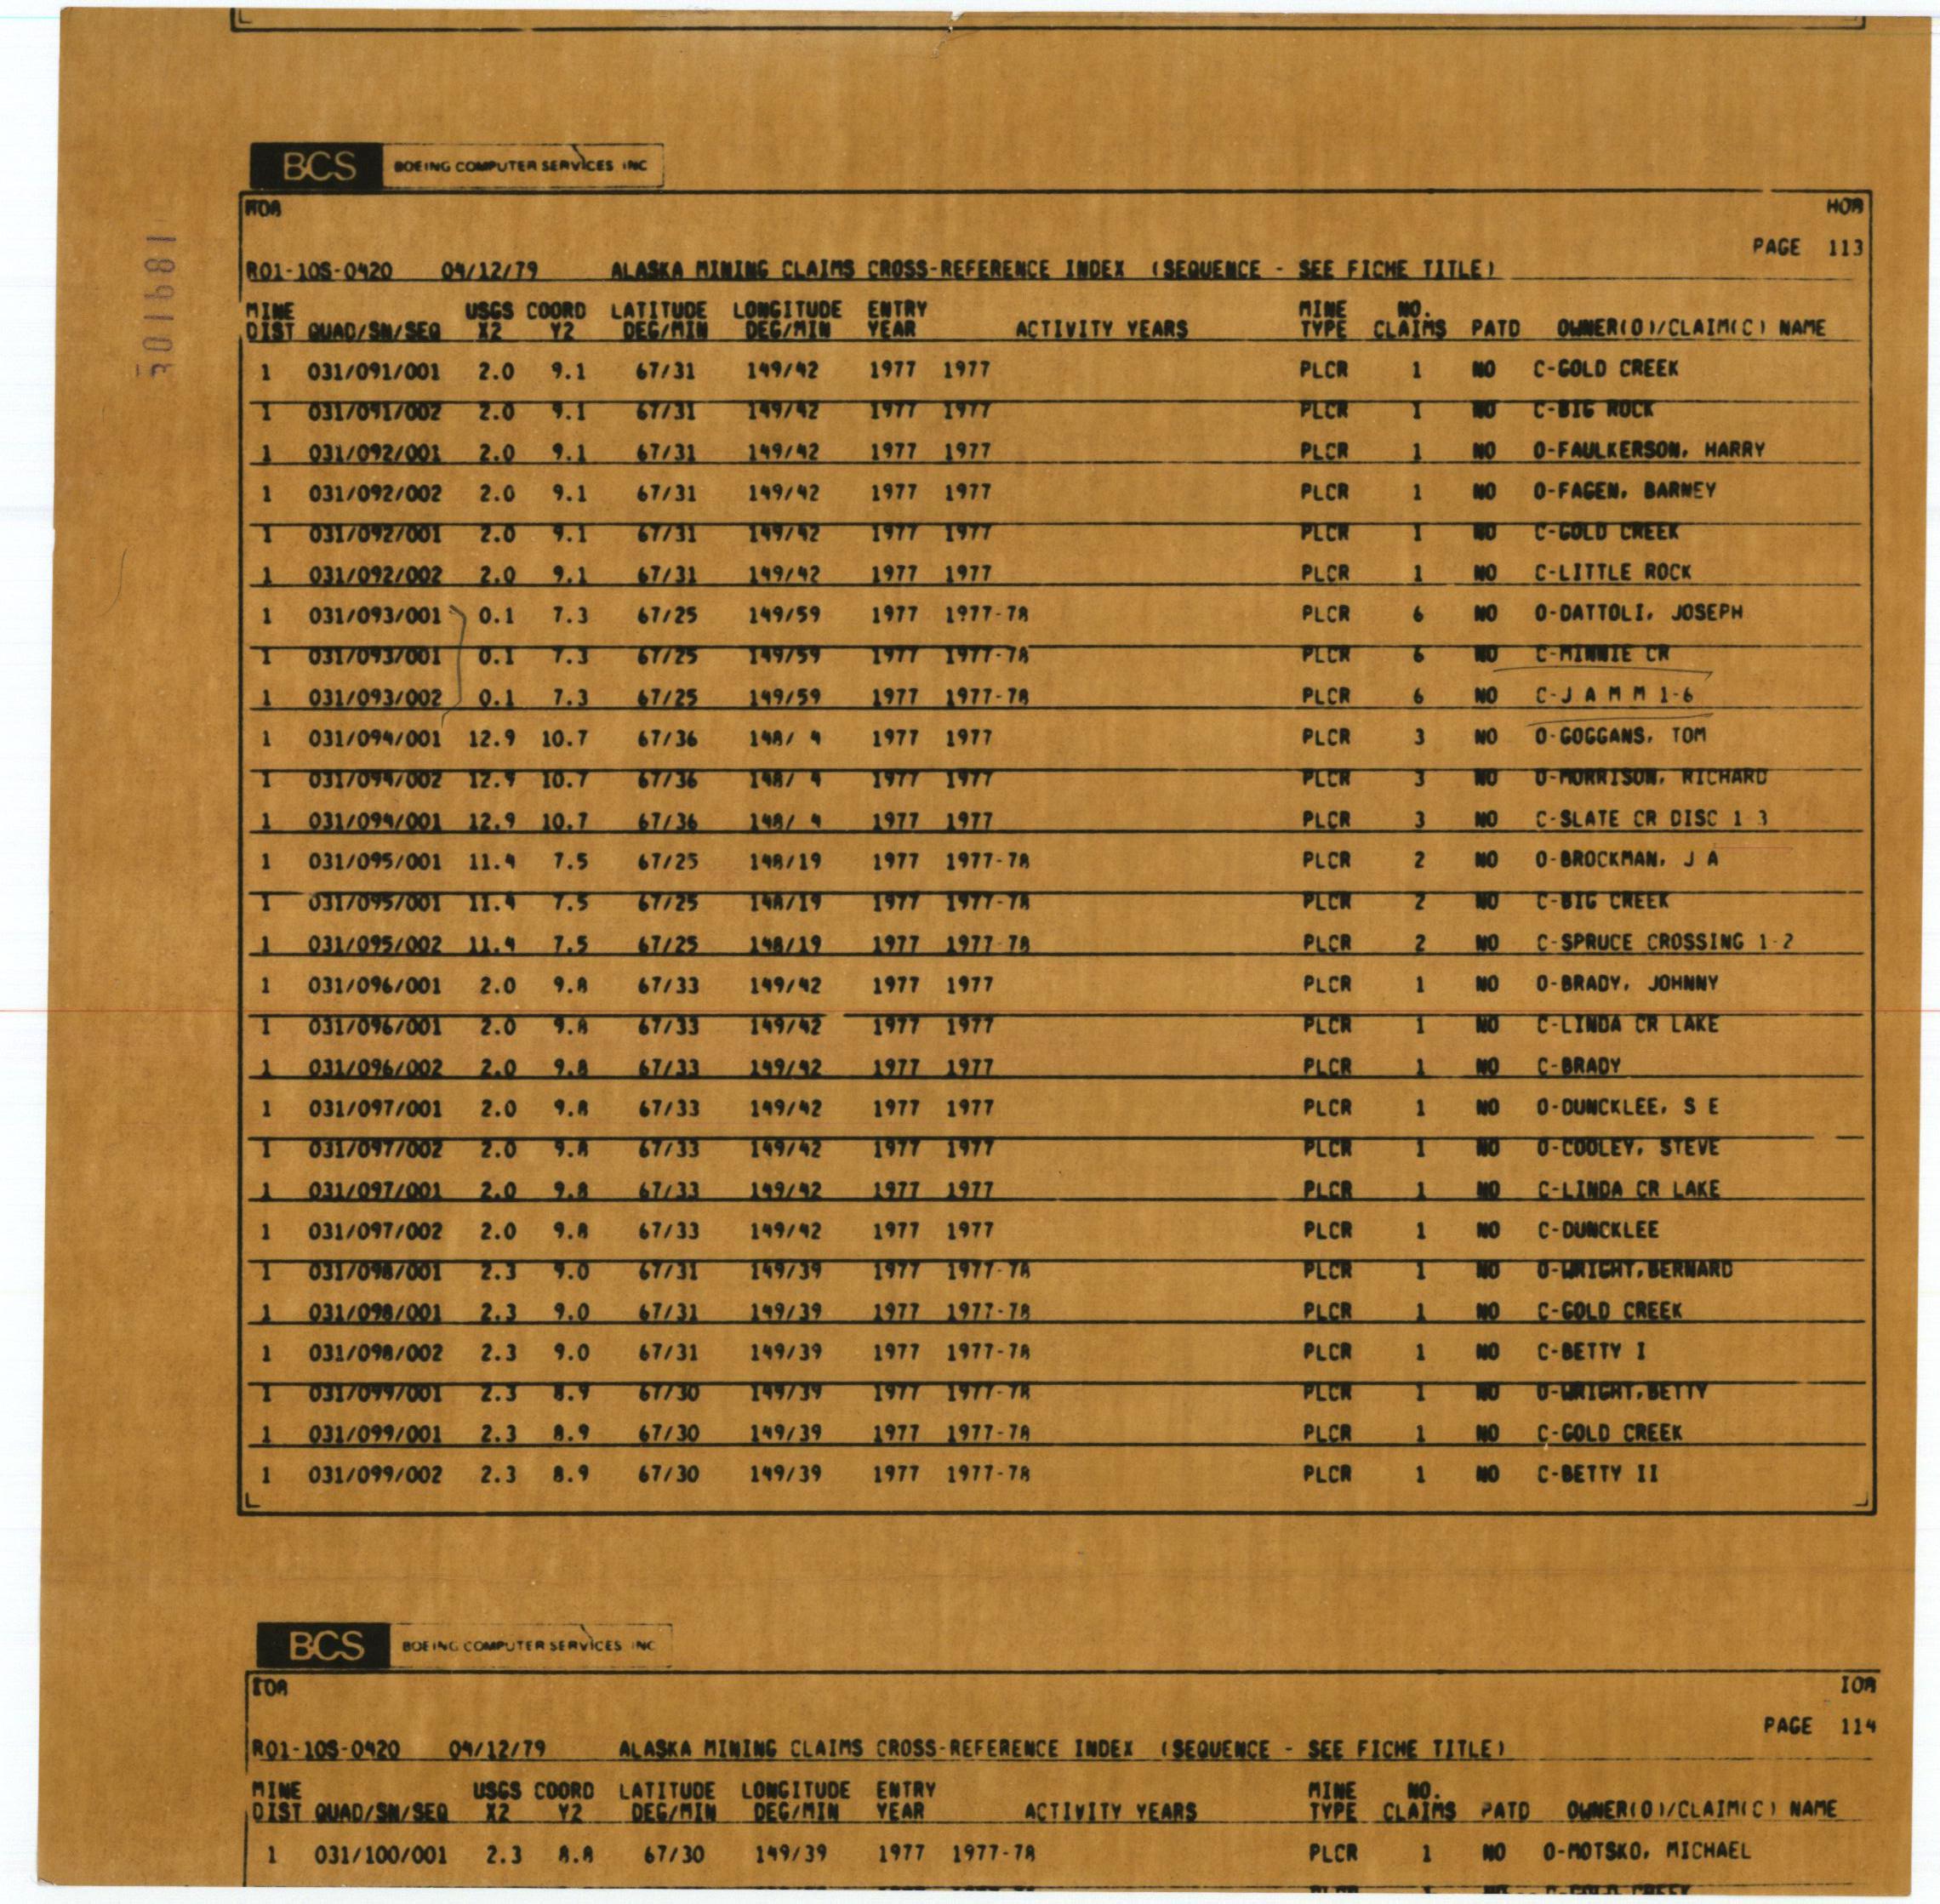 BCS BOEING COMPUTER SERVICES INC
HOA HOA
PAGE 113
R01-10S-0420 04/12/79 ALASKA MINING CLAIMS CROSS-REFERENCE INDEX (SEQUENCE - SEE FICHE TITLE)
MINE USGS COORD LATITUDE LONGITUDE ENTRY MINE NO.
DIST QUAD/SN/SEQ X2 Y2 DEG/MIN DEG/MIN YEAR ACTIVITY YEARS TYPE CLAIMS PATD OWNER(O)/CLAIM(C) NAME
1 031/091/001 2.0 9.1 67/31 149/42 1977 1977 PLCR 1 NO C-GOLD CREEK
1 031/091/002 2.0 9.1 67/31 149/42 1977 1977 PLCR 1 NO C-BIG ROCK
1 031/092/001 2.0 9.1 67/31 149/42 1977 1977 PLCR 1 NO O-FAULKERSON, HARRY
1 031/092/002 2.0 9.1 67/31 149/42 1977 1977 PLCR 1 NO O-FAGEN, BARNEY
1 031/092/001 2.0 9.1 67/31 149/42 1977 1977 PLCR 1 NO C-GOLD CREEK
1 031/092/002 2.0 9.1 67/31 149/42 1977 1977 PLCR 1 NO C-LITTLE ROCK
1 031/093/001 0.1 7.3 67/25 149/59 1977 1977-78 PLCR 6 NO O-DATTOLI, JOSEPH
1 031/093/001 0.1 7.3 67/25 149/59 1977 1977-78 PLCR 6 NO C-MINNIE CR
1 031/093/002 0.1 7.3 67/25 149/59 1977 1977-78 PLCR 6 NO C-J A M M 1-6
1 031/094/001 12.9 10.7 67/36 148/ 4 1977 1977 PLCR 3 NO O-GOGGANS, TOM
1 031/094/002 12.9 10.7 67/36 148/ 4 1977 1977 PLCR 3 NO O-MORRISON, RICHARD
1 031/094/001 12.9 10.7 67/36 148/ 4 1977 1977 PLCR 3 NO C-SLATE CR DISC 1-3
1 031/095/001 11.4 7.5 67/25 148/19 1977 1977-78 PLCR 2 NO O-BROCKMAN, J A
1 031/095/001 11.4 7.5 67/25 148/19 1977 1977-78 PLCR 2 NO C-BIG CREEK
1 031/095/002 11.4 7.5 67/25 148/19 1977 1977-78 PLCR 2 NO C-SPRUCE CROSSING 1-2
1 031/096/001 2.0 9.8 67/33 149/42 1977 1977 PLCR 1 NO O-BRADY, JOHNNY
1 031/096/001 2.0 9.8 67/33 149/42 1977 1977 PLCR 1 NO C-LINDA CR LAKE
1 031/096/002 2.0 9.8 67/33 149/42 1977 1977 PLCR 1 NO C-BRADY
1 031/097/001 2.0 9.8 67/33 149/42 1977 1977 PLCR 1 NO O-DUNCKLEE, S E
1 031/097/002 2.0 9.8 67/33 149/42 1977 1977 PLCR 1 NO O-COOLEY, STEVE
1 031/097/001 2.0 9.8 67/33 149/42 1977 1977 PLCR 1 NO C-LINDA CR LAKE
1 031/097/002 2.0 9.8 67/33 149/42 1977 1977 PLCR 1 NO C-DUNCKLEE
1 031/098/001 2.3 9.0 67/31 149/39 1977 1977-78 PLCR 1 NO O-WRIGHT,BERNARD
1 031/098/001 2.3 9.0 67/31 149/39 1977 1977-78 PLCR 1 NO C-GOLD CREEK
1 031/098/002 2.3 9.0 67/31 149/39 1977 1977-78 PLCR 1 NO C-BETTY I
1 031/099/001 2.3 8.9 67/30 149/39 1977 1977-78 PLCR 1 NO O-WRIGHT,BETTY
1 031/099/001 2.3 8.9 67/30 149/39 1977 1977-78 PLCR 1 NO C-GOLD CREEK
1 031/099/002 2.3 8.9 67/30 149/39 1977 1977-78 PLCR 1 NO C-BETTY II
BCS BOEING COMPUTER SERVICES INC
IOA IOA
PAGE 114
R01-10S-0420 04/12/79 ALASKA MINING CLAIMS CROSS-REFERENCE INDEX (SEQUENCE - SEE FICHE TITLE)
MINE USGS COORD LATITUDE LONGITUDE ENTRY MINE NO.
DIST QUAD/SN/SEQ X2 Y2 DEG/MIN DEG/MIN YEAR ACTIVITY YEARS TYPE CLAIMS PATD OWNER(O)/CLAIM(C) NAME
1 031/100/001 2.3 8.8 67/30 149/39 1977 1977-78 PLCR 1 NO O-MOTSKO, MICHAEL